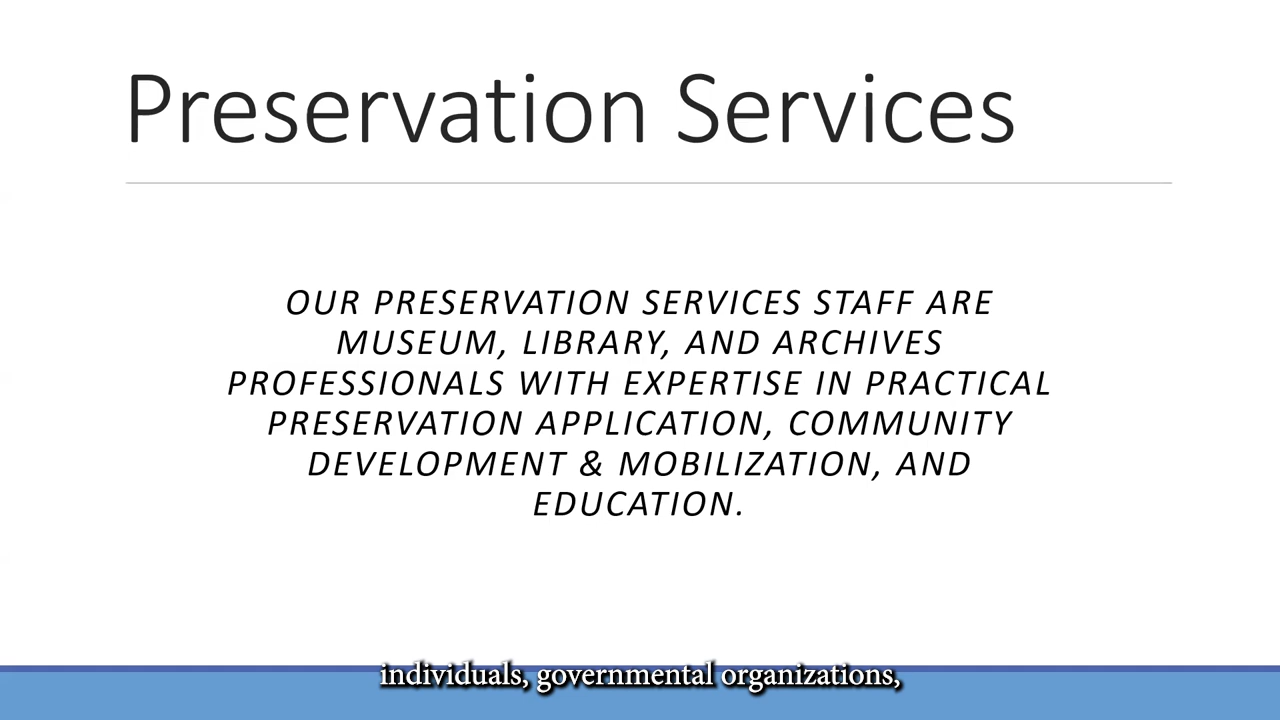 Preservation Services
OUR PRESERVATION SERVICES STAFF ARE
MUSEUM, LIBRARY, AND ARCHIVES
PROFESSIONALS WITH EXPERTISE IN PRACTICAL
PRESERVATION APPLICATION, COMMUNITY
DEVELOPMENT & MOBILIZATION, AND
EDUCATION.
individuals, governmental organizations,